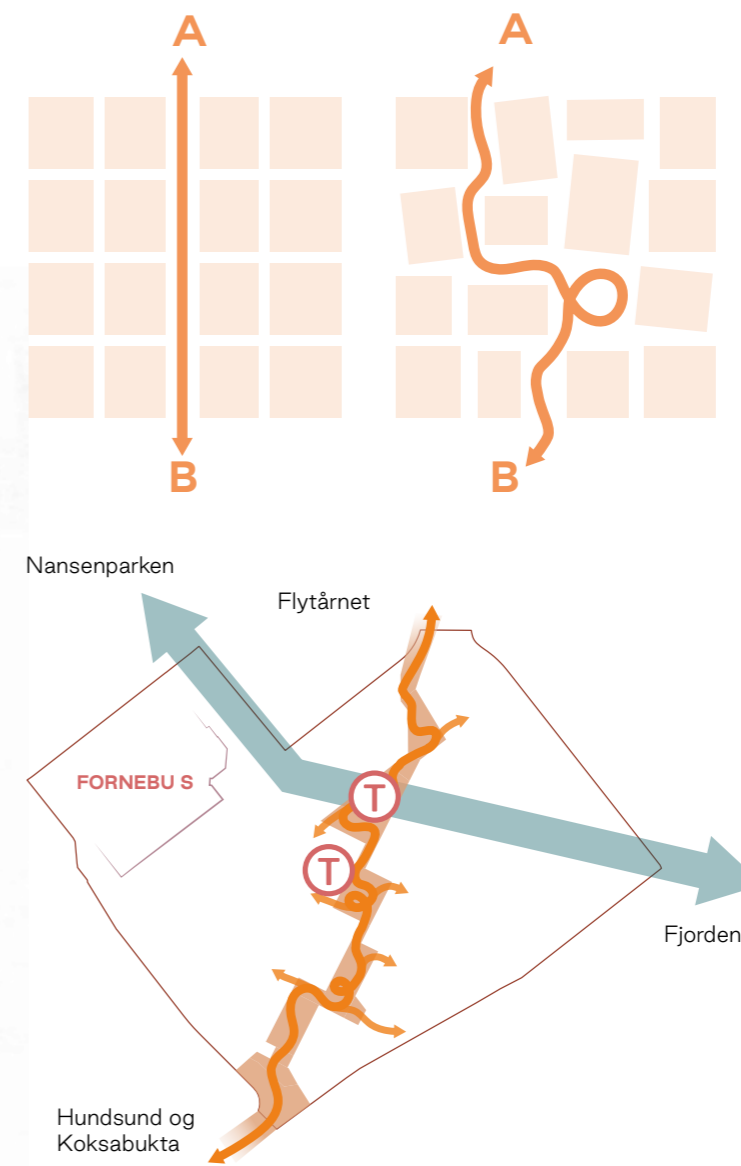 A
A
B
B
Nansenparken
Flytårnet
FORNEBU S
T
T
Fjorden
Hundsund og
Koksabukta